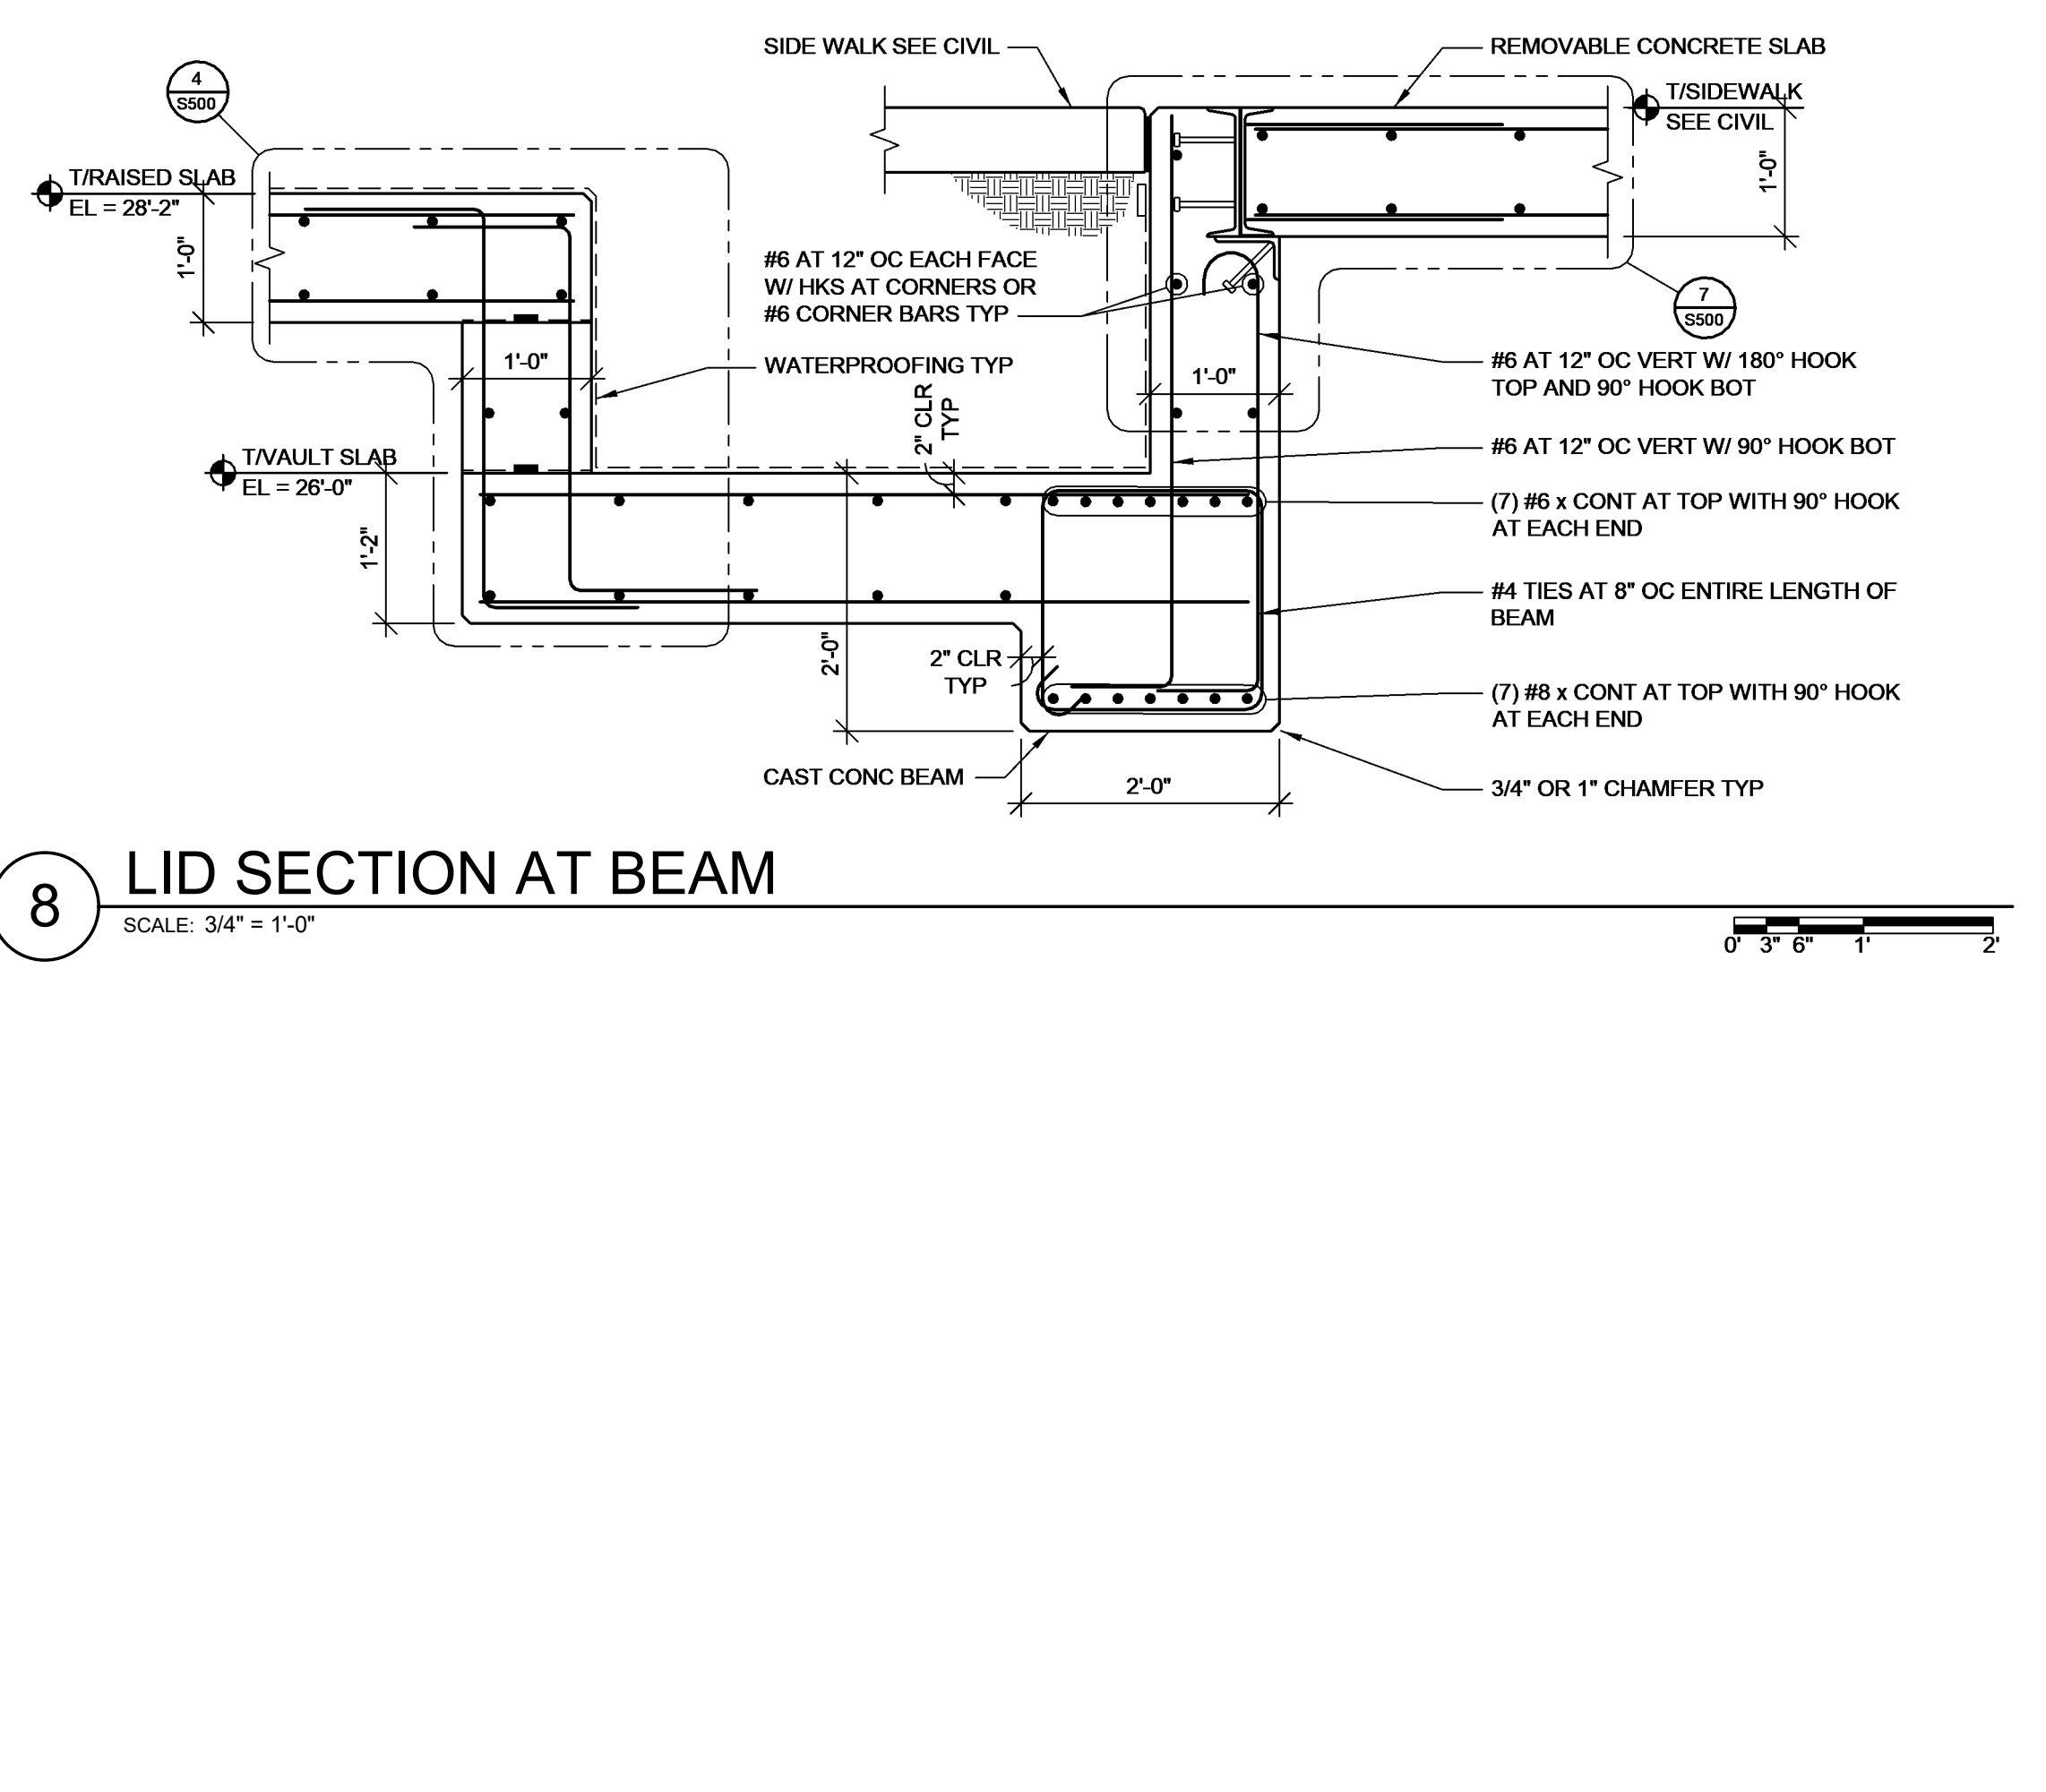 SIDE WALK SEE CIVIL
REMOVABLE CONCRETE SLAB
4
S500
T/SIDEWALK
SEE CIVIL
T/RAISED SLAB
EL = 28'-2"
1'-0"
1'-0"
#6 AT 12" OC EACH FACE
W/ HKS AT CORNERS OR
#6 CORNER BARS TYP
7
S500
1'-0"
WATERPROOFING TYP
1'-0"
#6 AT 12" OC VERT W/ 180° HOOK
TOP AND 90° HOOK BOT
2" CLR
TYP
#6 AT 12" OC VERT W/ 90° HOOK BOT
T/VAULT SLAB
EL = 26'-0"
(7) #6 x CONT AT TOP WITH 90° HOOK
AT EACH END
1'-2"
#4 TIES AT 8" OC ENTIRE LENGTH OF
BEAM
2'-0"
2" CLR
TYP
(7) #8 x CONT AT TOP WITH 90° HOOK
AT EACH END
CAST CONC BEAM
2'-0"
3/4" OR 1" CHAMFER TYP
8
LID SECTION AT BEAM
SCALE: 3/4" = 1'-0"
0' 3" 6" 1' 2'